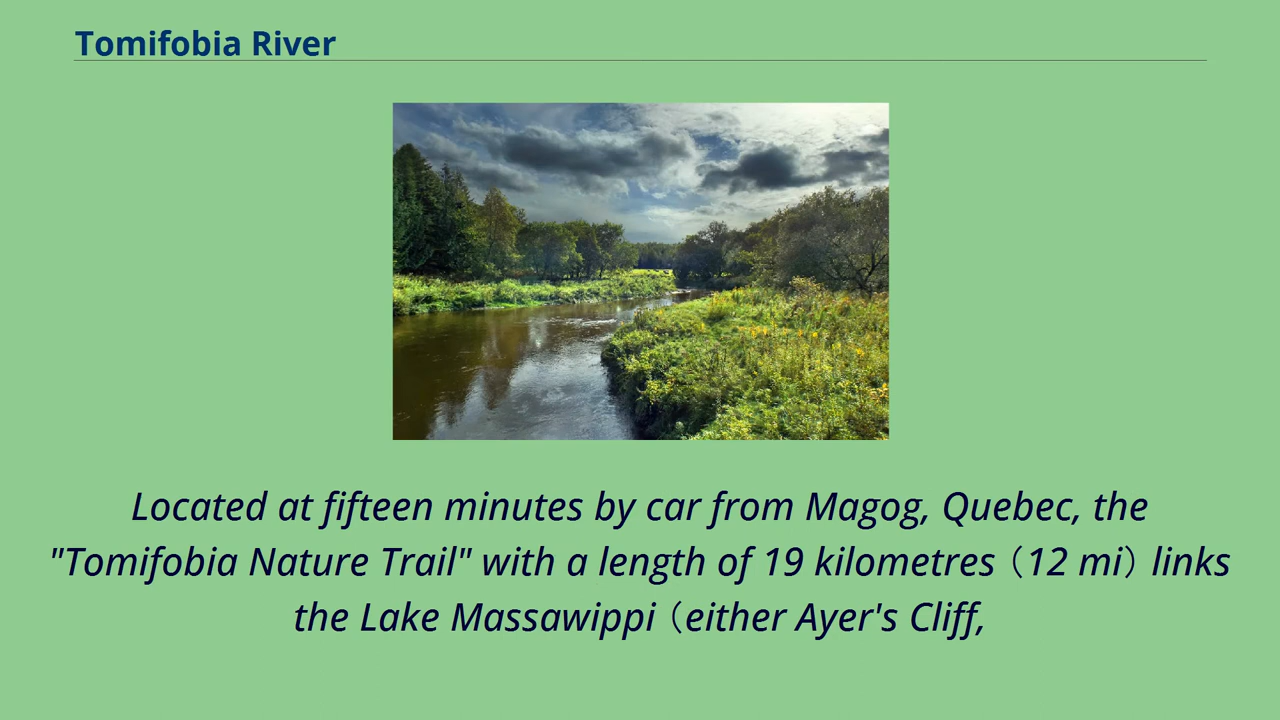 Tomifobia River
Located at fifteen minutes by car from Magog, Quebec, the
"Tomifobia Nature Trail" with a length of 19 kilometres（12 mi）links
the Lake Massawippi（either Ayer's Cliff,